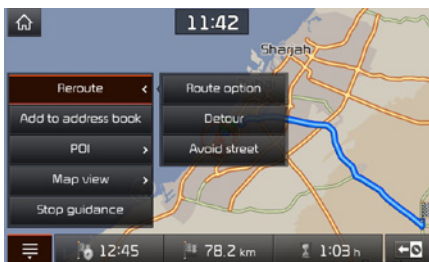 11:42
Sharjah
Reroute
Route option
Add to address book
Detour
POI
Avoid street
Map view
Stop guidance
12:45
78.2 km
1:03 h